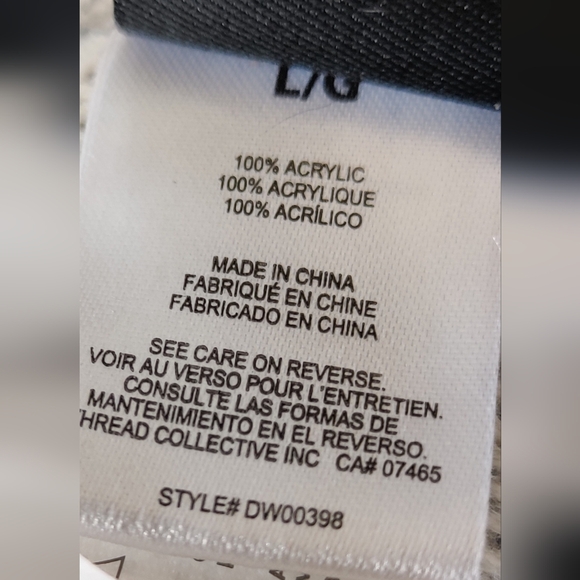 L/G
100% ACRYLIC
100% ACRYLIQUE
100% ACRÍLICO
MADE IN CHINA
FABRIQUÉ EN CHINE
FABRICADO EN CHINA
SEE CARE ON REVERSE.
VOIR AU VERSO POUR L'ENTRETIEN.
CONSULTE LAS FORMAS DE
MANTENIMIENTO EN EL REVERSO.
THREAD COLLECTIVE INC CA# 07465
STYLE# DW00398